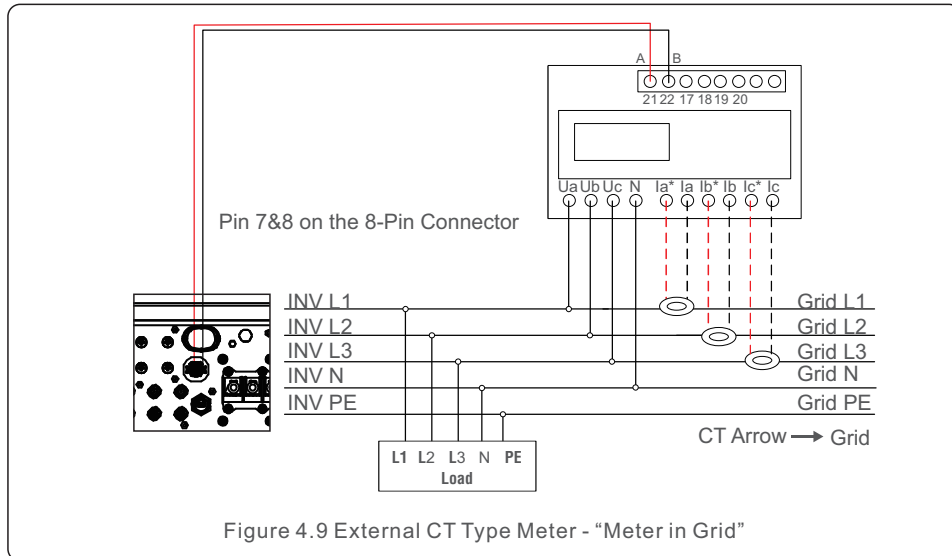 A B
21 22 17 18 19 20
Ua Ub Uc N Ia* Ia Ib* Ib Ic* Ic
Pin 7&8 on the 8-Pin Connector
INV L1 Grid L1
INV L2 Grid L2
INV L3 Grid L3
INV N Grid N
INV PE Grid PE
CT Arrow → Grid
L1 L2 L3 N PE
Load
Figure 4.9 External CT Type Meter - “Meter in Grid”